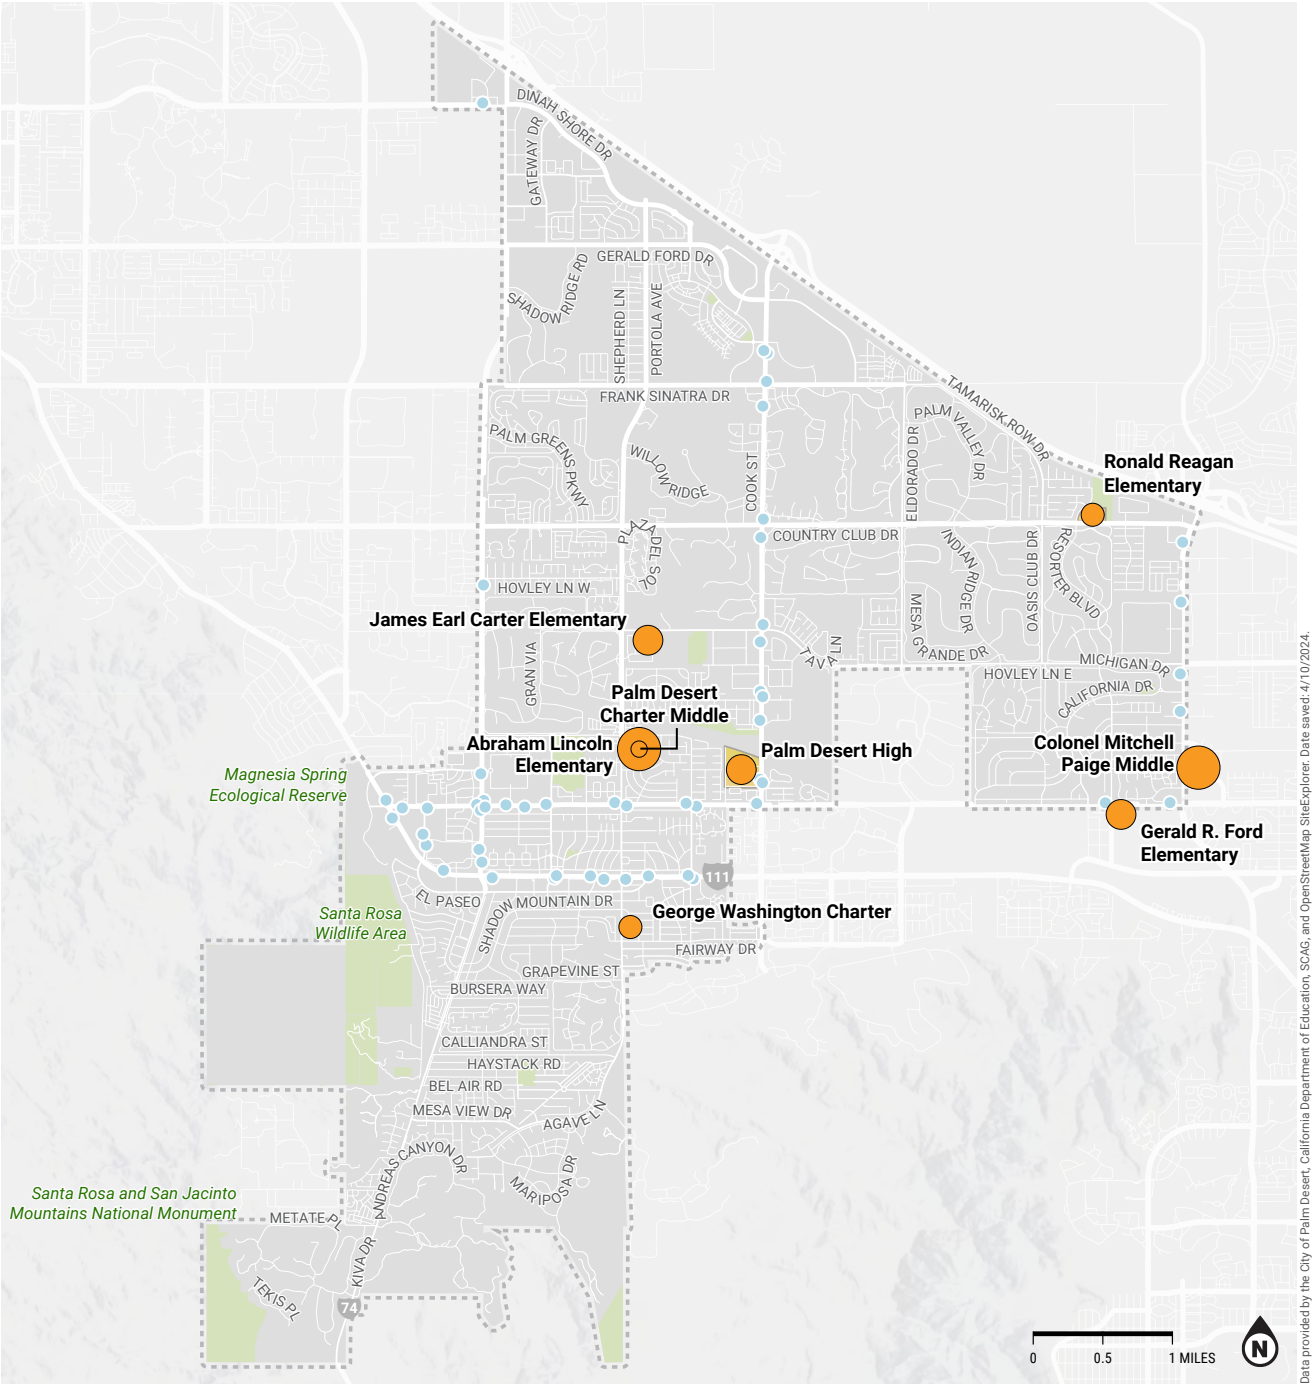 DINAH SHORE DR
GATEWAY DR
GERALD FORD DR
SHADOW RIDGE RD
SHEPHERD LN
PORTOLA AVE
FRANK SINATRA DR
TAMARISK ROW DR
PALM VALLEY DR
ELDORADO DR
PALM GREENS PKWY
WILLOW RIDGE
COOK ST
Ronald Reagan
Elementary
PLAZA DEL SOL
COUNTRY CLUB DR
INDIAN RIDGE DR
OASIS CLUB DR
RESORTER BLVD
HOVLEY LN W
MESA GRANDE DR
James Earl Carter Elementary
GRAN VIA
TAVA LN
HOVLEY LN E
MICHIGAN DR
CALIFORNIA DR
Palm Desert
Charter Middle
Abraham Lincoln
Elementary
Palm Desert High
Colonel Mitchell
Paige Middle
Magnesia Spring
Ecological Reserve
Gerald R. Ford
Elementary
111
EL PASEO
SHADOW MOUNTAIN DR
George Washington Charter
Santa Rosa
Wildlife Area
FAIRWAY DR
GRAPEVINE ST
BURSERA WAY
CALLIANDRA ST
HAYSTACK RD
BEL AIR RD
MESA VIEW DR
AGAVE LN
ANDREAS CANYON DR
MARIPOSA DR
Santa Rosa and San Jacinto
Mountains National Monument
METATE PL
KIVA DR
TEKIS PL
74
0 0.5 1 MILES
N
Data provided by the City of Palm Desert, California Department of Education, SCAG, and OpenStreetMap SiteExplorer. Date saved: 4/10/2024.